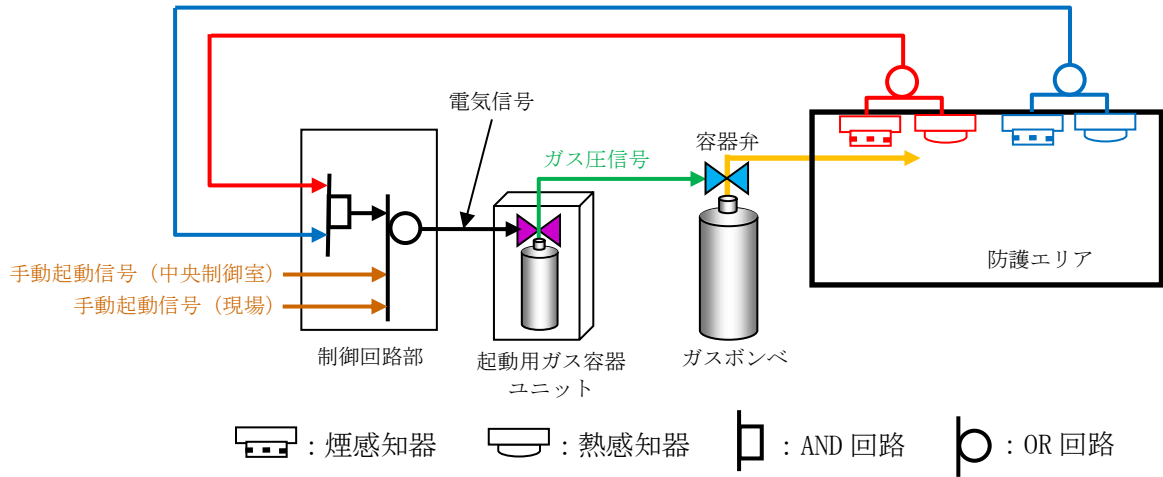 電気信号
容器弁
ガス圧信号
防護エリア
手動起動信号（中央制御室）
手動起動信号（現場）
制御回路部
起動用ガス容器
ユニット
ガスボンベ
：煙感知器
：熱感知器
：AND 回路
：OR 回路